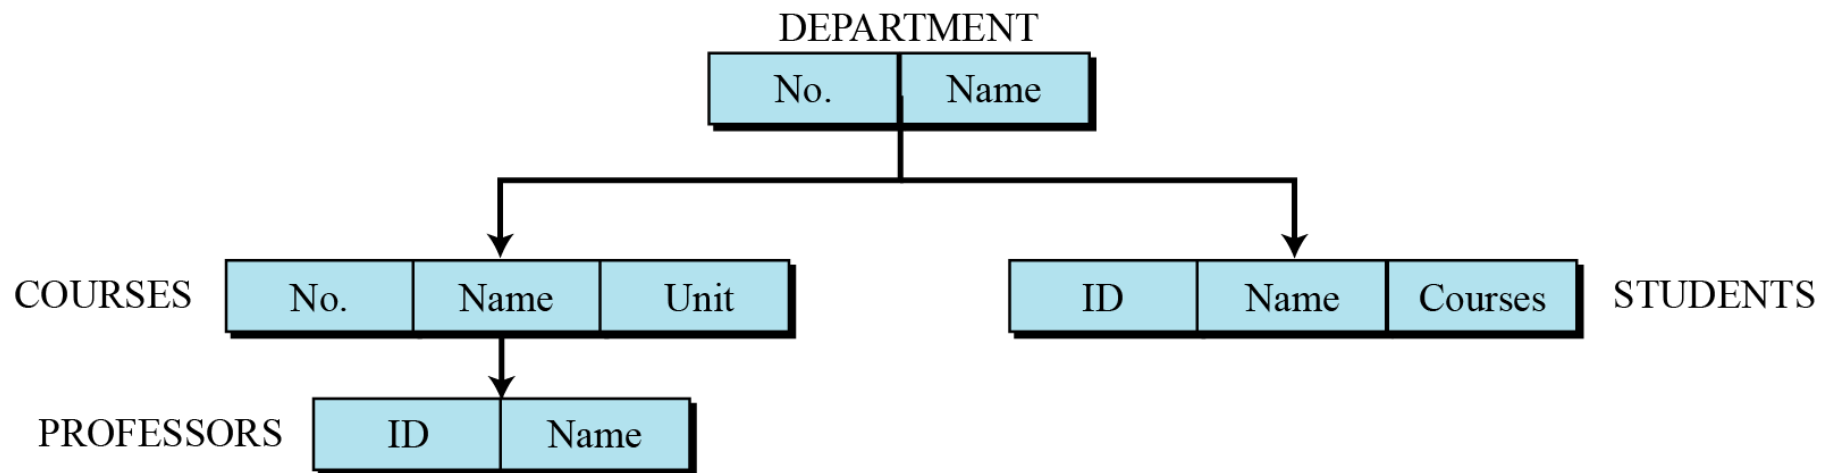 DEPARTMENT
No. Name
COURSES No. Name Unit
ID Name Courses STUDENTS
PROFESSORS ID Name